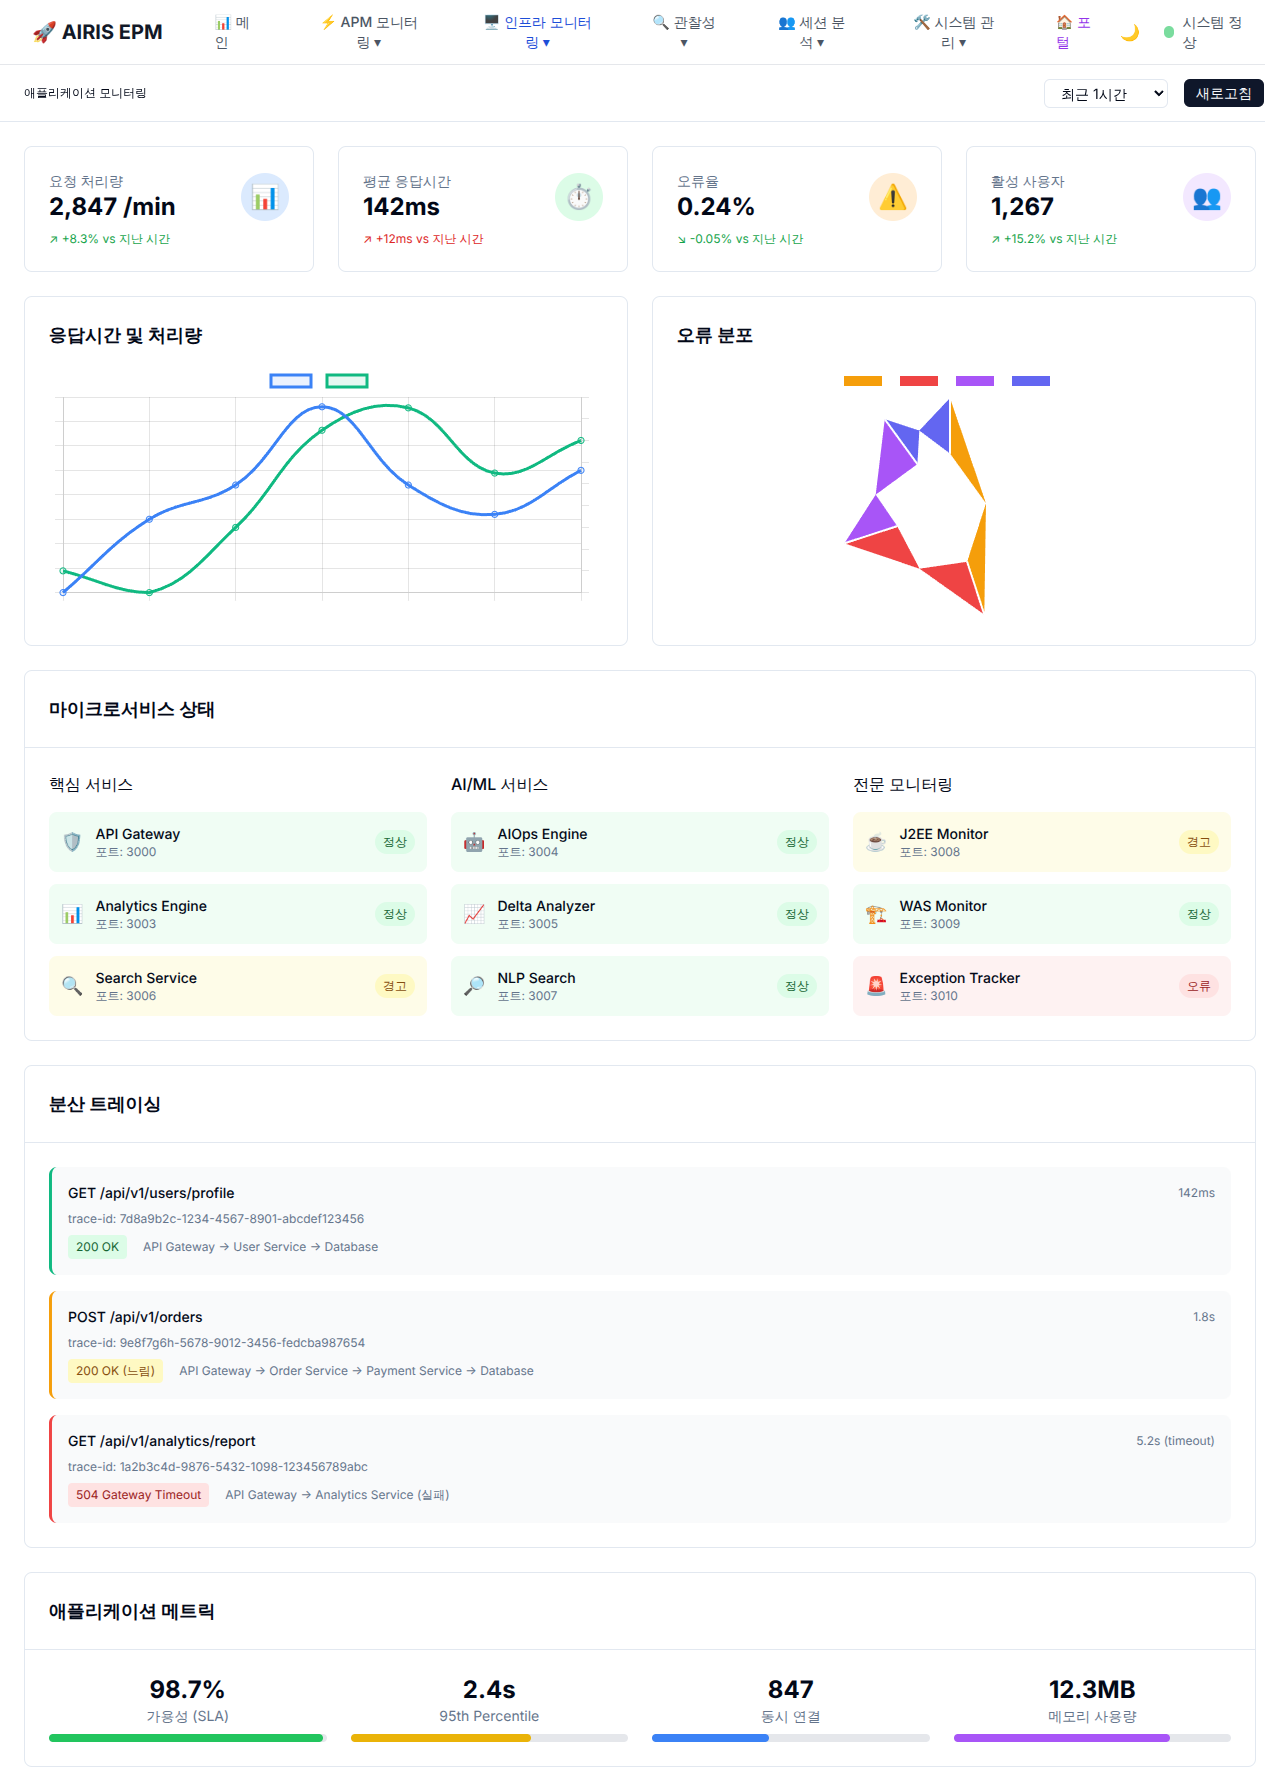 🚀 AIRIS EPM
📊 메
인
⚡ APM 모니터
링 ▾
🖥️ 인프라 모니터
링 ▾
🔍 관찰성
▾
👥 세션 분
석 ▾
🛠️ 시스템 관
리 ▾
🏠 포
털
🌙
시스템 정
상
애플리케이션 모니터링
최근 1시간
새로고침
요청 처리량
2,847 /min
↗ +8.3% vs 지난 시간
평균 응답시간
142ms
↗ +12ms vs 지난 시간
오류율
0.24%
↘ -0.05% vs 지난 시간
활성 사용자
1,267
↗ +15.2% vs 지난 시간
응답시간 및 처리량
오류 분포
마이크로서비스 상태
핵심 서비스
API Gateway
포트: 3000
정상
Analytics Engine
포트: 3003
정상
Search Service
포트: 3006
경고
AI/ML 서비스
AIOps Engine
포트: 3004
정상
Delta Analyzer
포트: 3005
정상
NLP Search
포트: 3007
정상
전문 모니터링
J2EE Monitor
포트: 3008
경고
WAS Monitor
포트: 3009
정상
Exception Tracker
포트: 3010
오류
분산 트레이싱
GET /api/v1/users/profile
142ms
trace-id: 7d8a9b2c-1234-4567-8901-abcdef123456
200 OK API Gateway → User Service → Database
POST /api/v1/orders
1.8s
trace-id: 9e8f7g6h-5678-9012-3456-fedcba987654
200 OK (느림) API Gateway → Order Service → Payment Service → Database
GET /api/v1/analytics/report
5.2s (timeout)
trace-id: 1a2b3c4d-9876-5432-1098-123456789abc
504 Gateway Timeout API Gateway → Analytics Service (실패)
애플리케이션 메트릭
98.7%
가용성 (SLA)
2.4s
95th Percentile
847
동시 연결
12.3MB
메모리 사용량